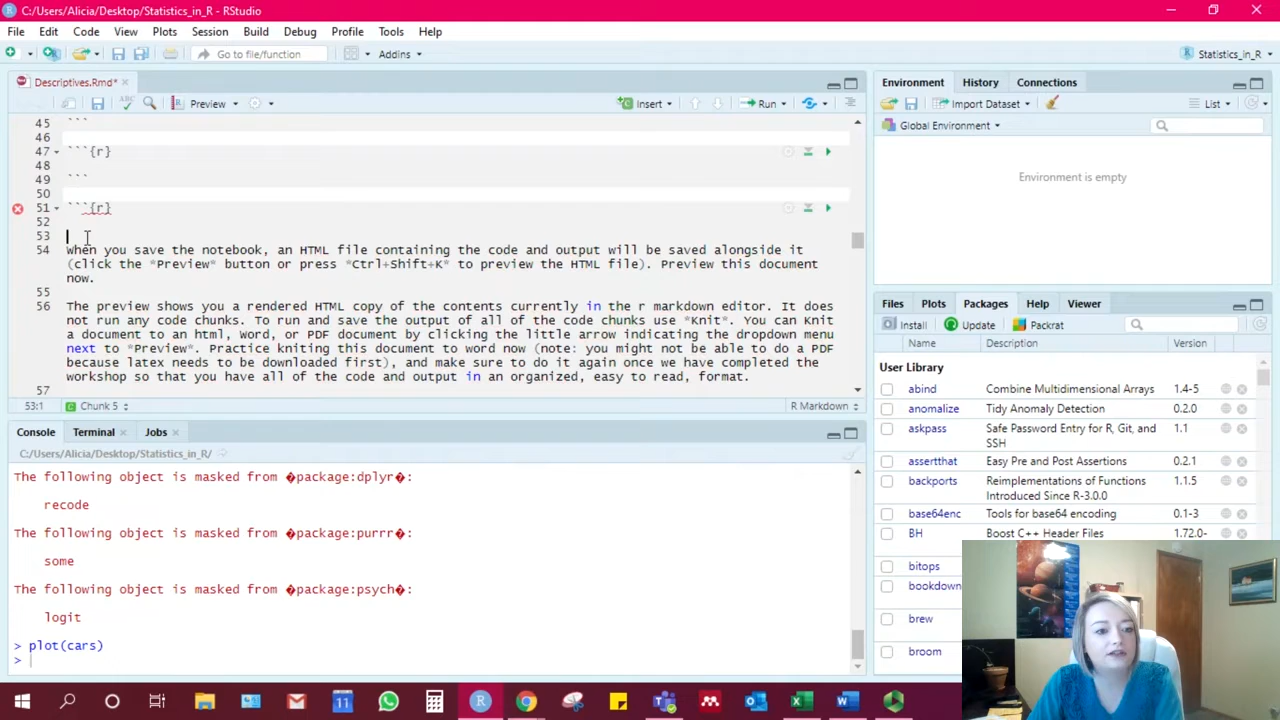 C:/Users/Alicia/Desktop/Statistics_in_R - RStudio
File Edit Code View Plots Session Build Debug Profile Tools Help
Go to file/function
Addins
Statistics_in_R
Descriptives.Rmd*
Preview
Insert
Run
45 ```
46
47 ```{r}
48
49 ```
50
51 ```{r}
52
53
54 When you save the notebook, an HTML file containing the code and output will be saved alongside it
(click the *Preview* button or press *Ctrl+Shift+K* to preview the HTML file). Preview this document
now.
55
56 The preview shows you a rendered HTML copy of the contents currently in the r markdown editor. It does
not run any code chunks. To run and save the output of all of the code chunks use *Knit*. You can Knit
a document to an html, word, or PDF document by clicking the little arrow indicating the dropdown menu
next to *Preview*. Practice kniting this document to word now (note: you might not be able to do a PDF
because latex needs to be downloaded first), and make sure to do it again once we have completed the
workshop so that you have all of the code and output in an organized, easy to read, format.
57
53:1 Chunk 5 R Markdown
Console Terminal Jobs
C:/Users/Alicia/Desktop/Statistics_in_R/
The following object is masked from �package:dplyr�:
recode
The following object is masked from �package:purrr�:
some
The following object is masked from �package:psych�:
logit
> plot(cars)
>
Environment History Connections
Import Dataset
List
Global Environment
Environment is empty
Files Plots Packages Help Viewer
Install Update Packrat
Name Description Version
User Library
abind Combine Multidimensional Arrays 1.4-5
anomalize Tidy Anomaly Detection 0.2.0
askpass Safe Password Entry for R, Git, and 1.1
SSH
assertthat Easy Pre and Post Assertions 0.2.1
backports Reimplementations of Functions 1.1.5
Introduced Since R-3.0.0
base64enc Tools for base64 encoding 0.1-3
BH Boost C++ Header Files 1.72.0-
bitops
bookdown
brew
broom